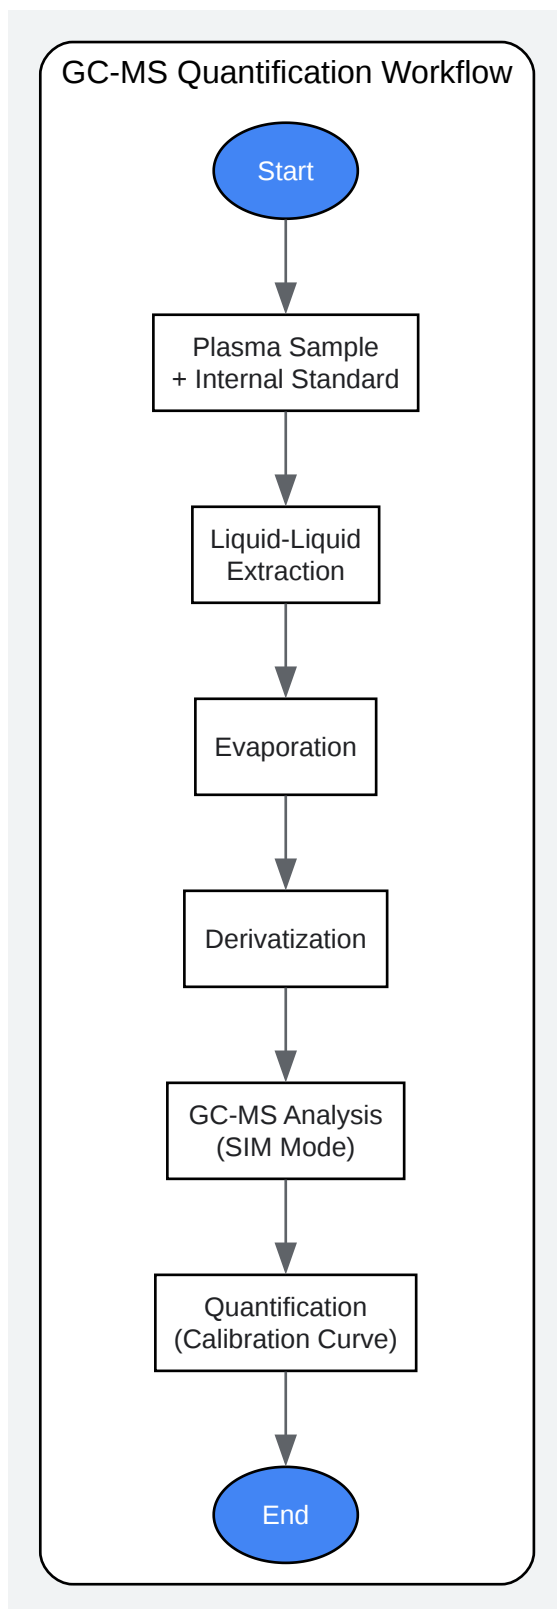 GC-MS Quantification Workflow
Start
Plasma Sample
+ Internal Standard
Liquid-Liquid
Extraction
Evaporation
Derivatization
GC-MS Analysis
(SIM Mode)
Quantification
(Calibration Curve)
End